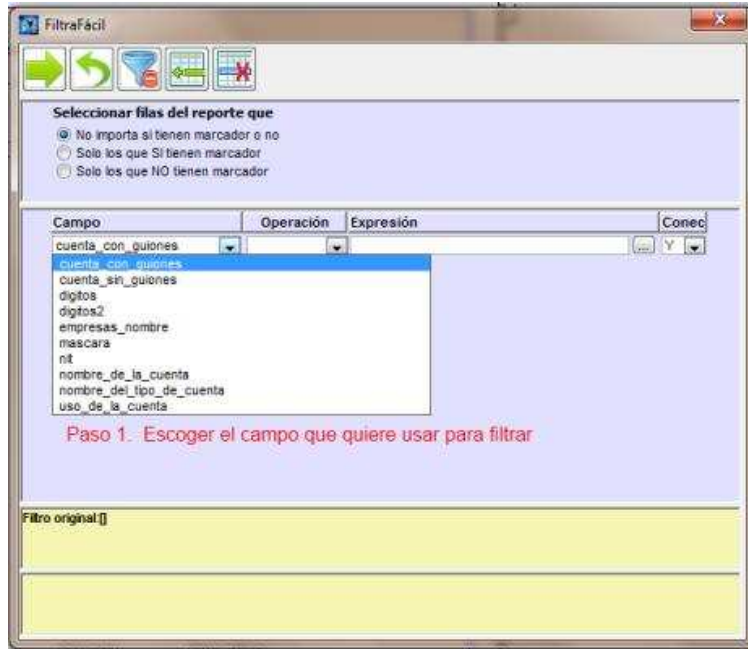 FiltraFácil
Seleccionar filas del reporte que
No importa si tienen marcador o no
Solo los que SI tienen marcador
Solo los que NO tienen marcador
Campo Operación Expresión Conec
cuenta_con_guiones ... Y
cuenta_con_guiones
cuenta_sin_guiones
digitos
digitos2
empresas_nombre
mascara
nit
nombre_de_la_cuenta
nombre_del_tipo_de_cuenta
uso_de_la_cuenta
Paso 1. Escoger el campo que quiere usar para filtrar
Filtro original:[]